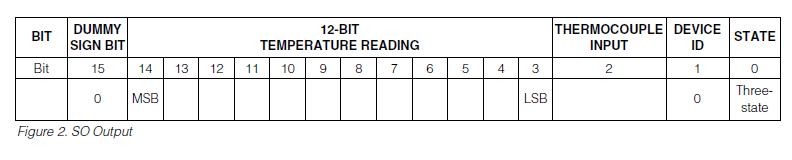 BIT DUMMY SIGN BIT 12-BIT TEMPERATURE READING THERMOCOUPLE INPUT DEVICE ID STATE
Bit 15 14 13 12 11 10 9 8 7 6 5 4 3 2 1 0
0 MSB LSB 0 Three-state
Figure 2. SO Output